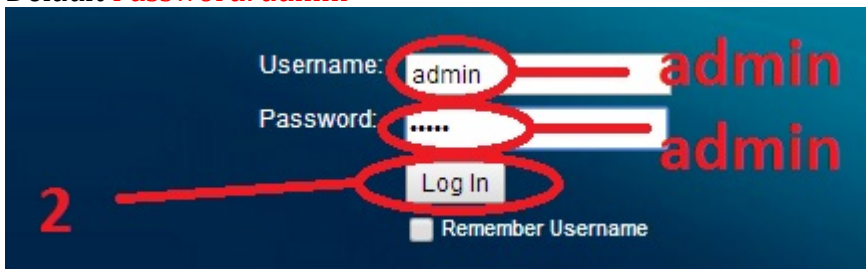 Default Password: admin
Username: admin admin
Password: ••••• admin
2 Log In
Remember Username